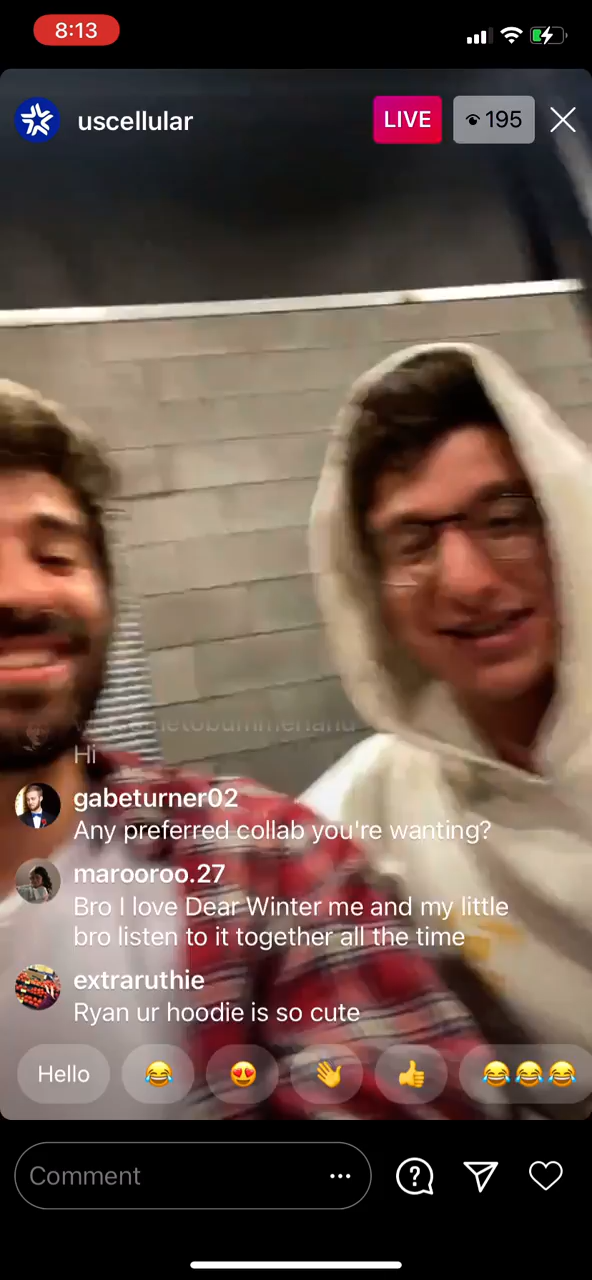 8:13
uscellular
LIVE
195
Hi
gabeturner02
Any preferred collab you're wanting?
marooroo.27
Bro I love Dear Winter me and my little
bro listen to it together all the time
extraruthie
Ryan ur hoodie is so cute
Hello
Comment